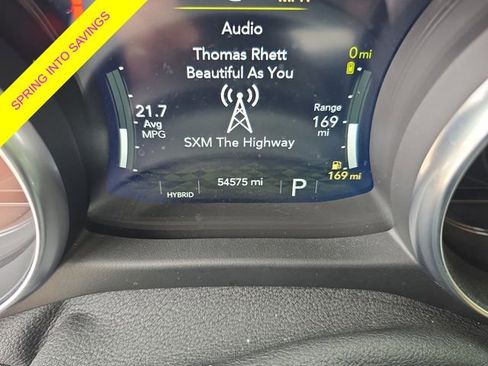 SPRING INTO SAVINGS
Audio
Thomas Rhett
Beautiful As You
0 mi
21.7
Avg
MPG
Range
169
mi
SXM The Highway
169 mi
HYBRID
54575 mi
P